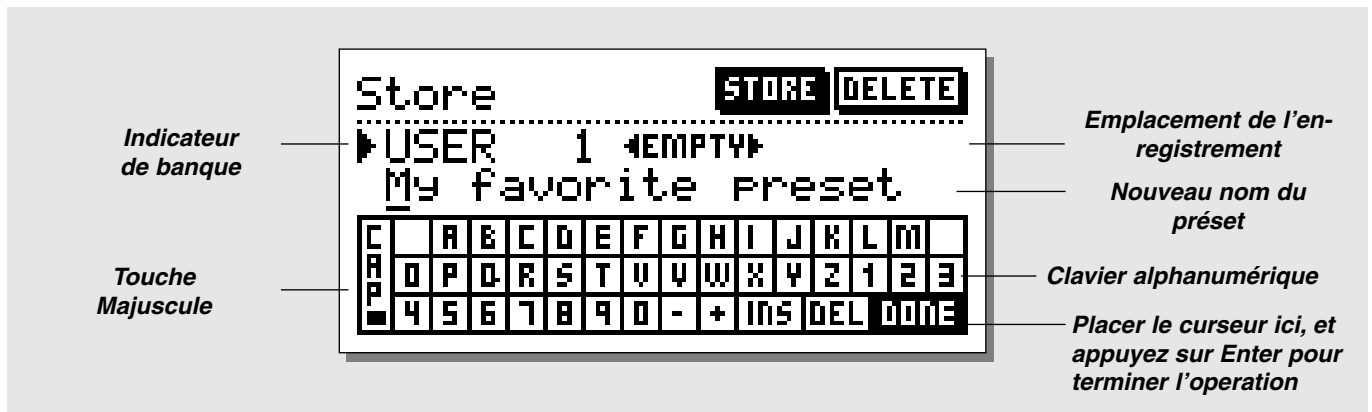 Store STORE DELETE
Indicateur
de banque
USER 1 EMPTY
Emplacement de l'en-
registrement
My favorite preset
Nouveau nom du
préset
Touche
Majuscule
CAP
A B C D E F G H I J K L M
O P Q R S T U V W X Y Z 1 2 3
4 5 6 7 8 9 0 - + INS DEL DONE
Clavier alphanumérique
Placer le curseur ici, et
appuyez sur Enter pour
terminer l'operation